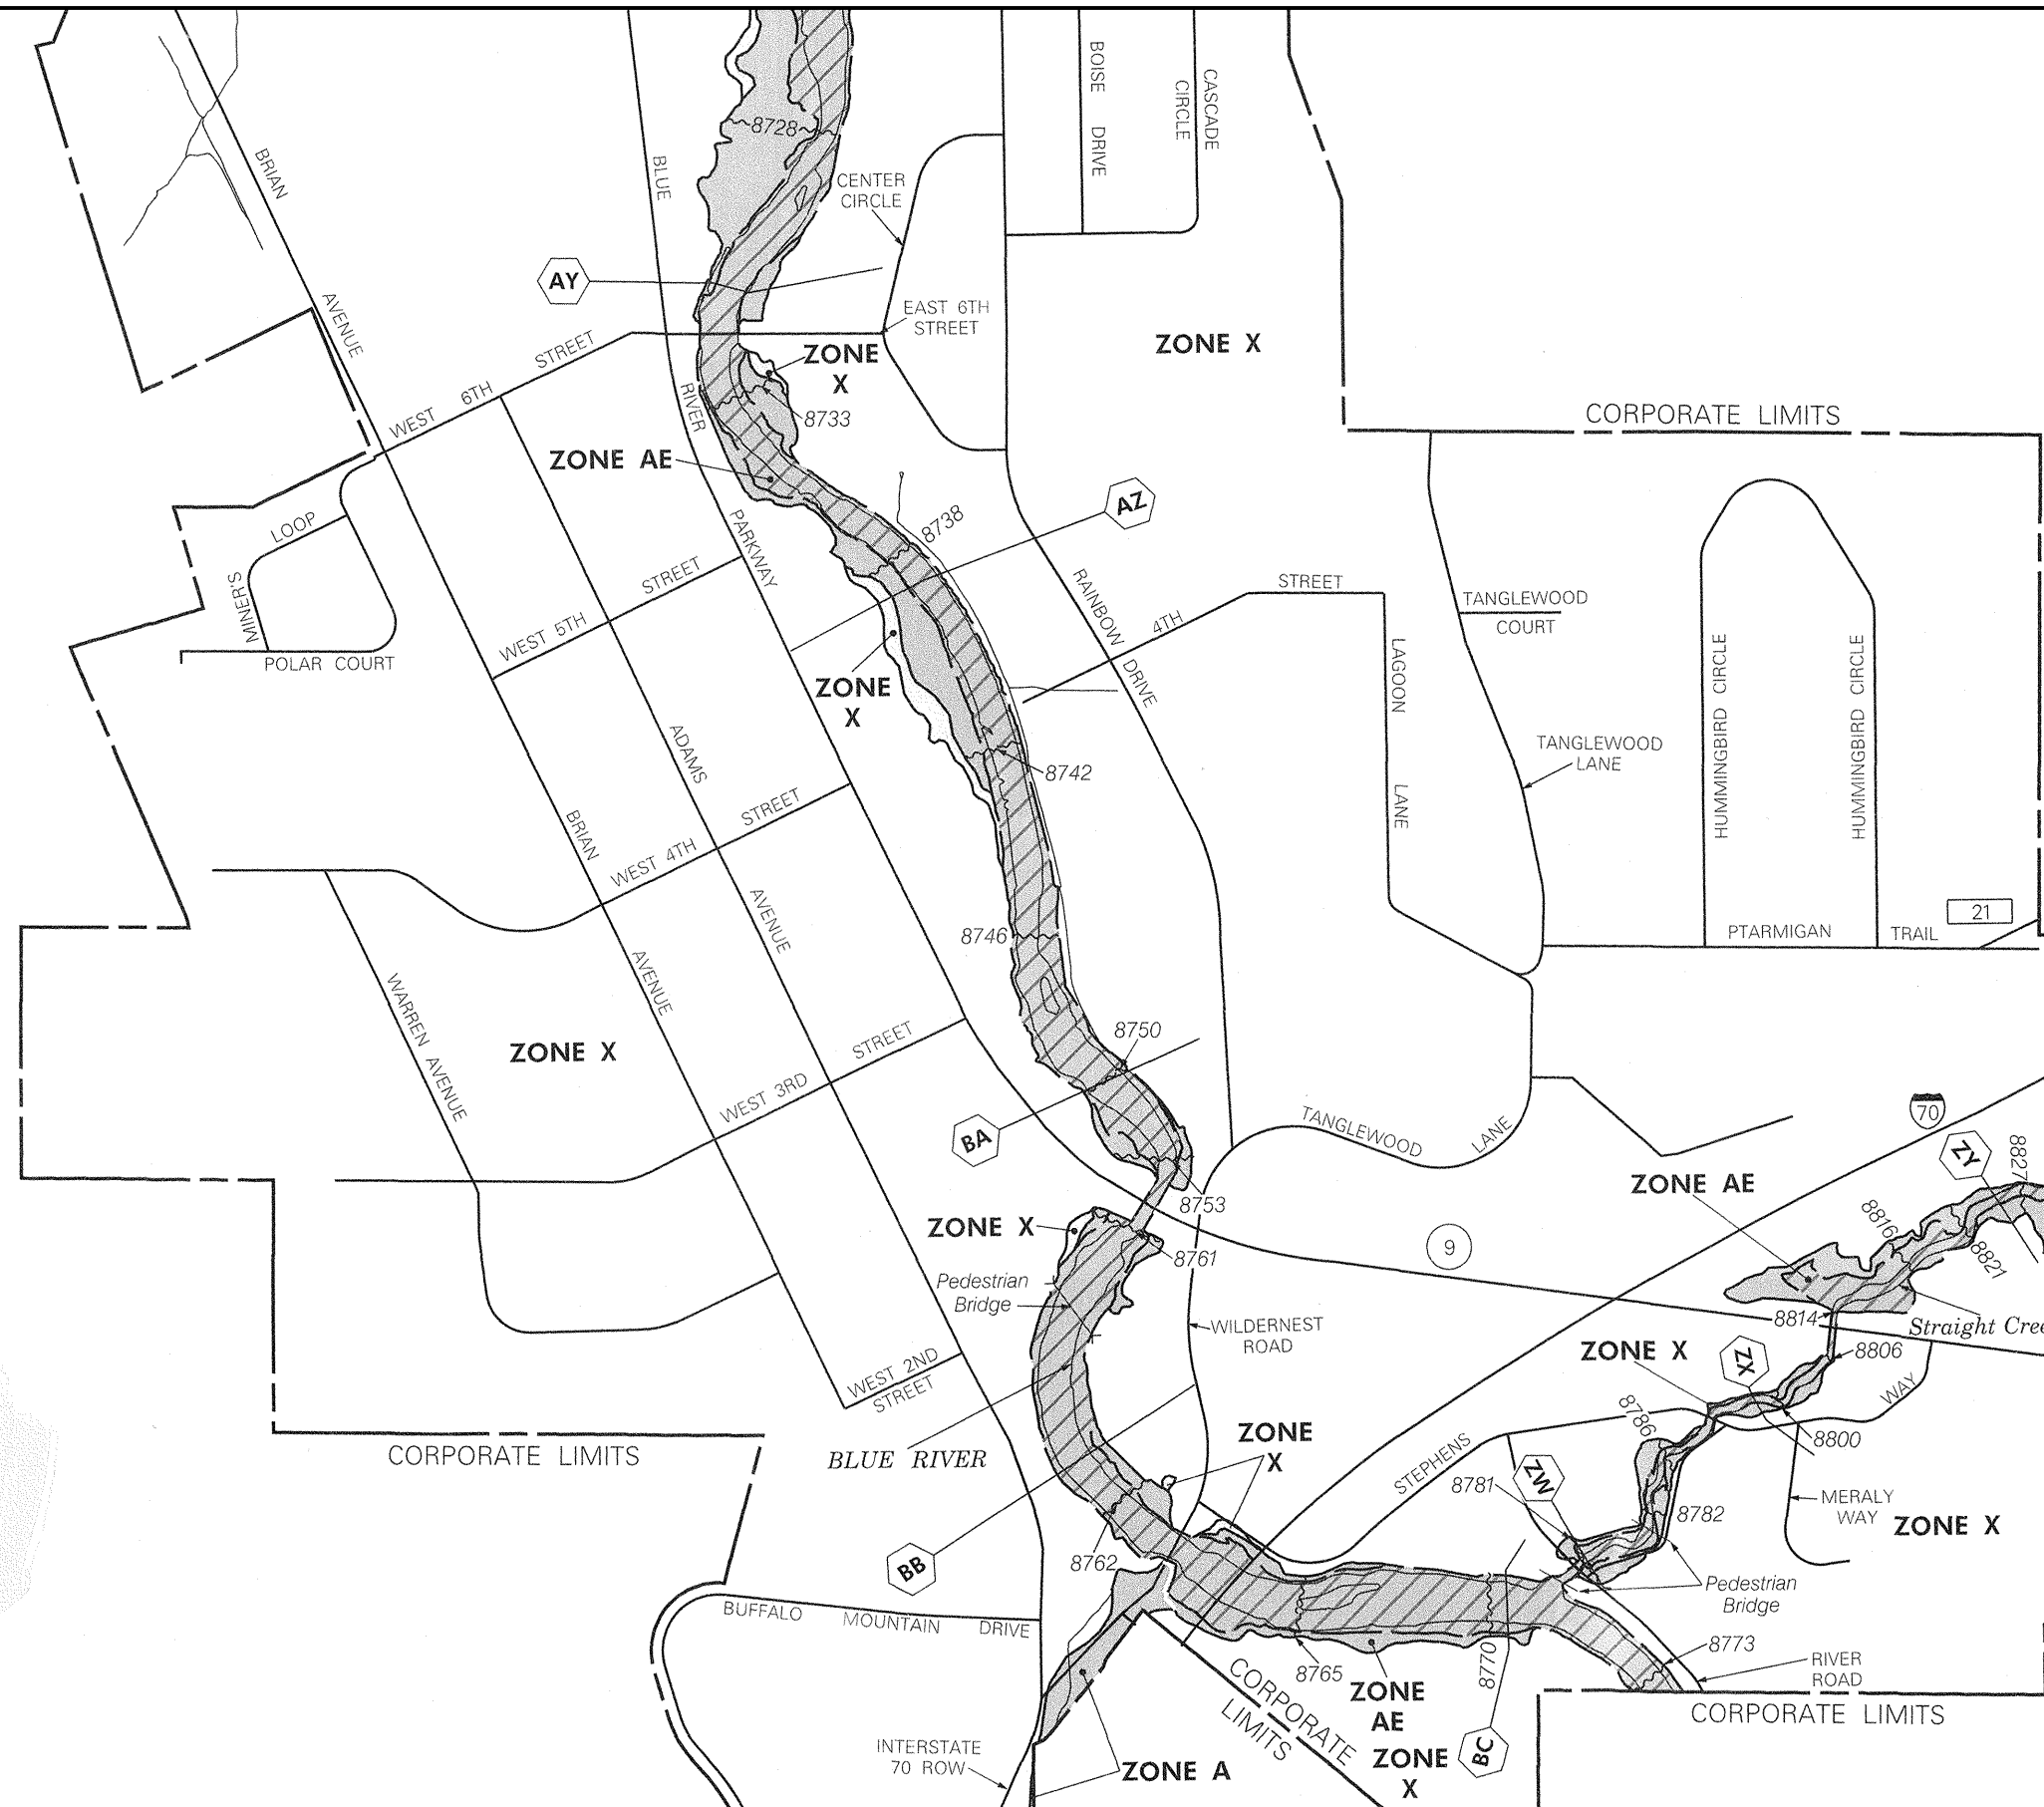 BOISE DRIVE
CASCADE
CIRCLE
8728
BRIAN
BLUE
CENTER
CIRCLE
AY
AVENUE
EAST 6TH
STREET
STREET
ZONE
X
ZONE X
WEST 6TH
RIVER
8733
CORPORATE LIMITS
ZONE AE
AZ
8738
PARKWAY
LOOP
MINER'S
POLAR COURT
WEST 5TH
STREET
RAINBOW
DRIVE
4TH
STREET
TANGLEWOOD
COURT
LAGOON
LANE
HUMMINGBIRD CIRCLE
HUMMINGBIRD CIRCLE
ZONE
X
ADAMS
8742
TANGLEWOOD
LANE
BRIAN
WEST 4TH
STREET
AVENUE
21
8746
PTARMIGAN TRAIL
WARREN AVENUE
AVENUE
ZONE X
8750
STREET
WEST 3RD
BA
TANGLEWOOD
LANE
70
ZY
8827
ZONE AE
8753
8816
ZONE X
8761
9
8821
Pedestrian
Bridge
8814
Straight Cree
WILDERNEST
ROAD
ZONE X
ZX
8806
WEST 2ND
STREET
WAY
8786
ZONE
X
8800
CORPORATE LIMITS
BLUE RIVER
STEPHENS
8781
ZW
MERALY
WAY
8782
ZONE X
BB
8762
Pedestrian
Bridge
BUFFALO MOUNTAIN DRIVE
8773
8765
8770
RIVER
ROAD
CORPORATE
LIMITS
ZONE
AE
CORPORATE LIMITS
INTERSTATE
70 ROW
ZONE A
ZONE
X
BC